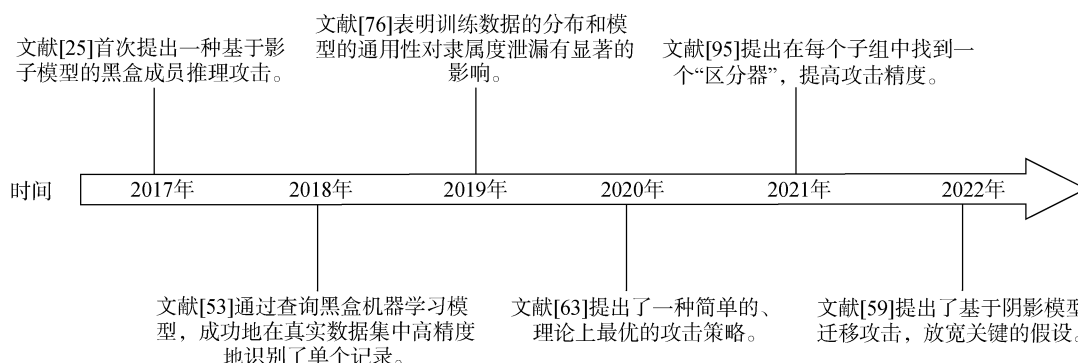 文献[25]首次提出一种基于影
子模型的黑盒成员推理攻击。
文献[76]表明训练数据的分布和模
型的通用性对隶属度泄漏有显著的
影响。
文献[95]提出在每个子组中找到一
个“区分器”，提高攻击精度。
时间
2017年
2018年
2019年
2020年
2021年
2022年
文献[53]通过查询黑盒机器学习模
型，成功地在真实数据集中高精度
地识别了单个记录。
文献[63]提出了一种简单的、
理论上最优的攻击策略。
文献[59]提出了基于阴影模型
迁移攻击，放宽关键的假设。